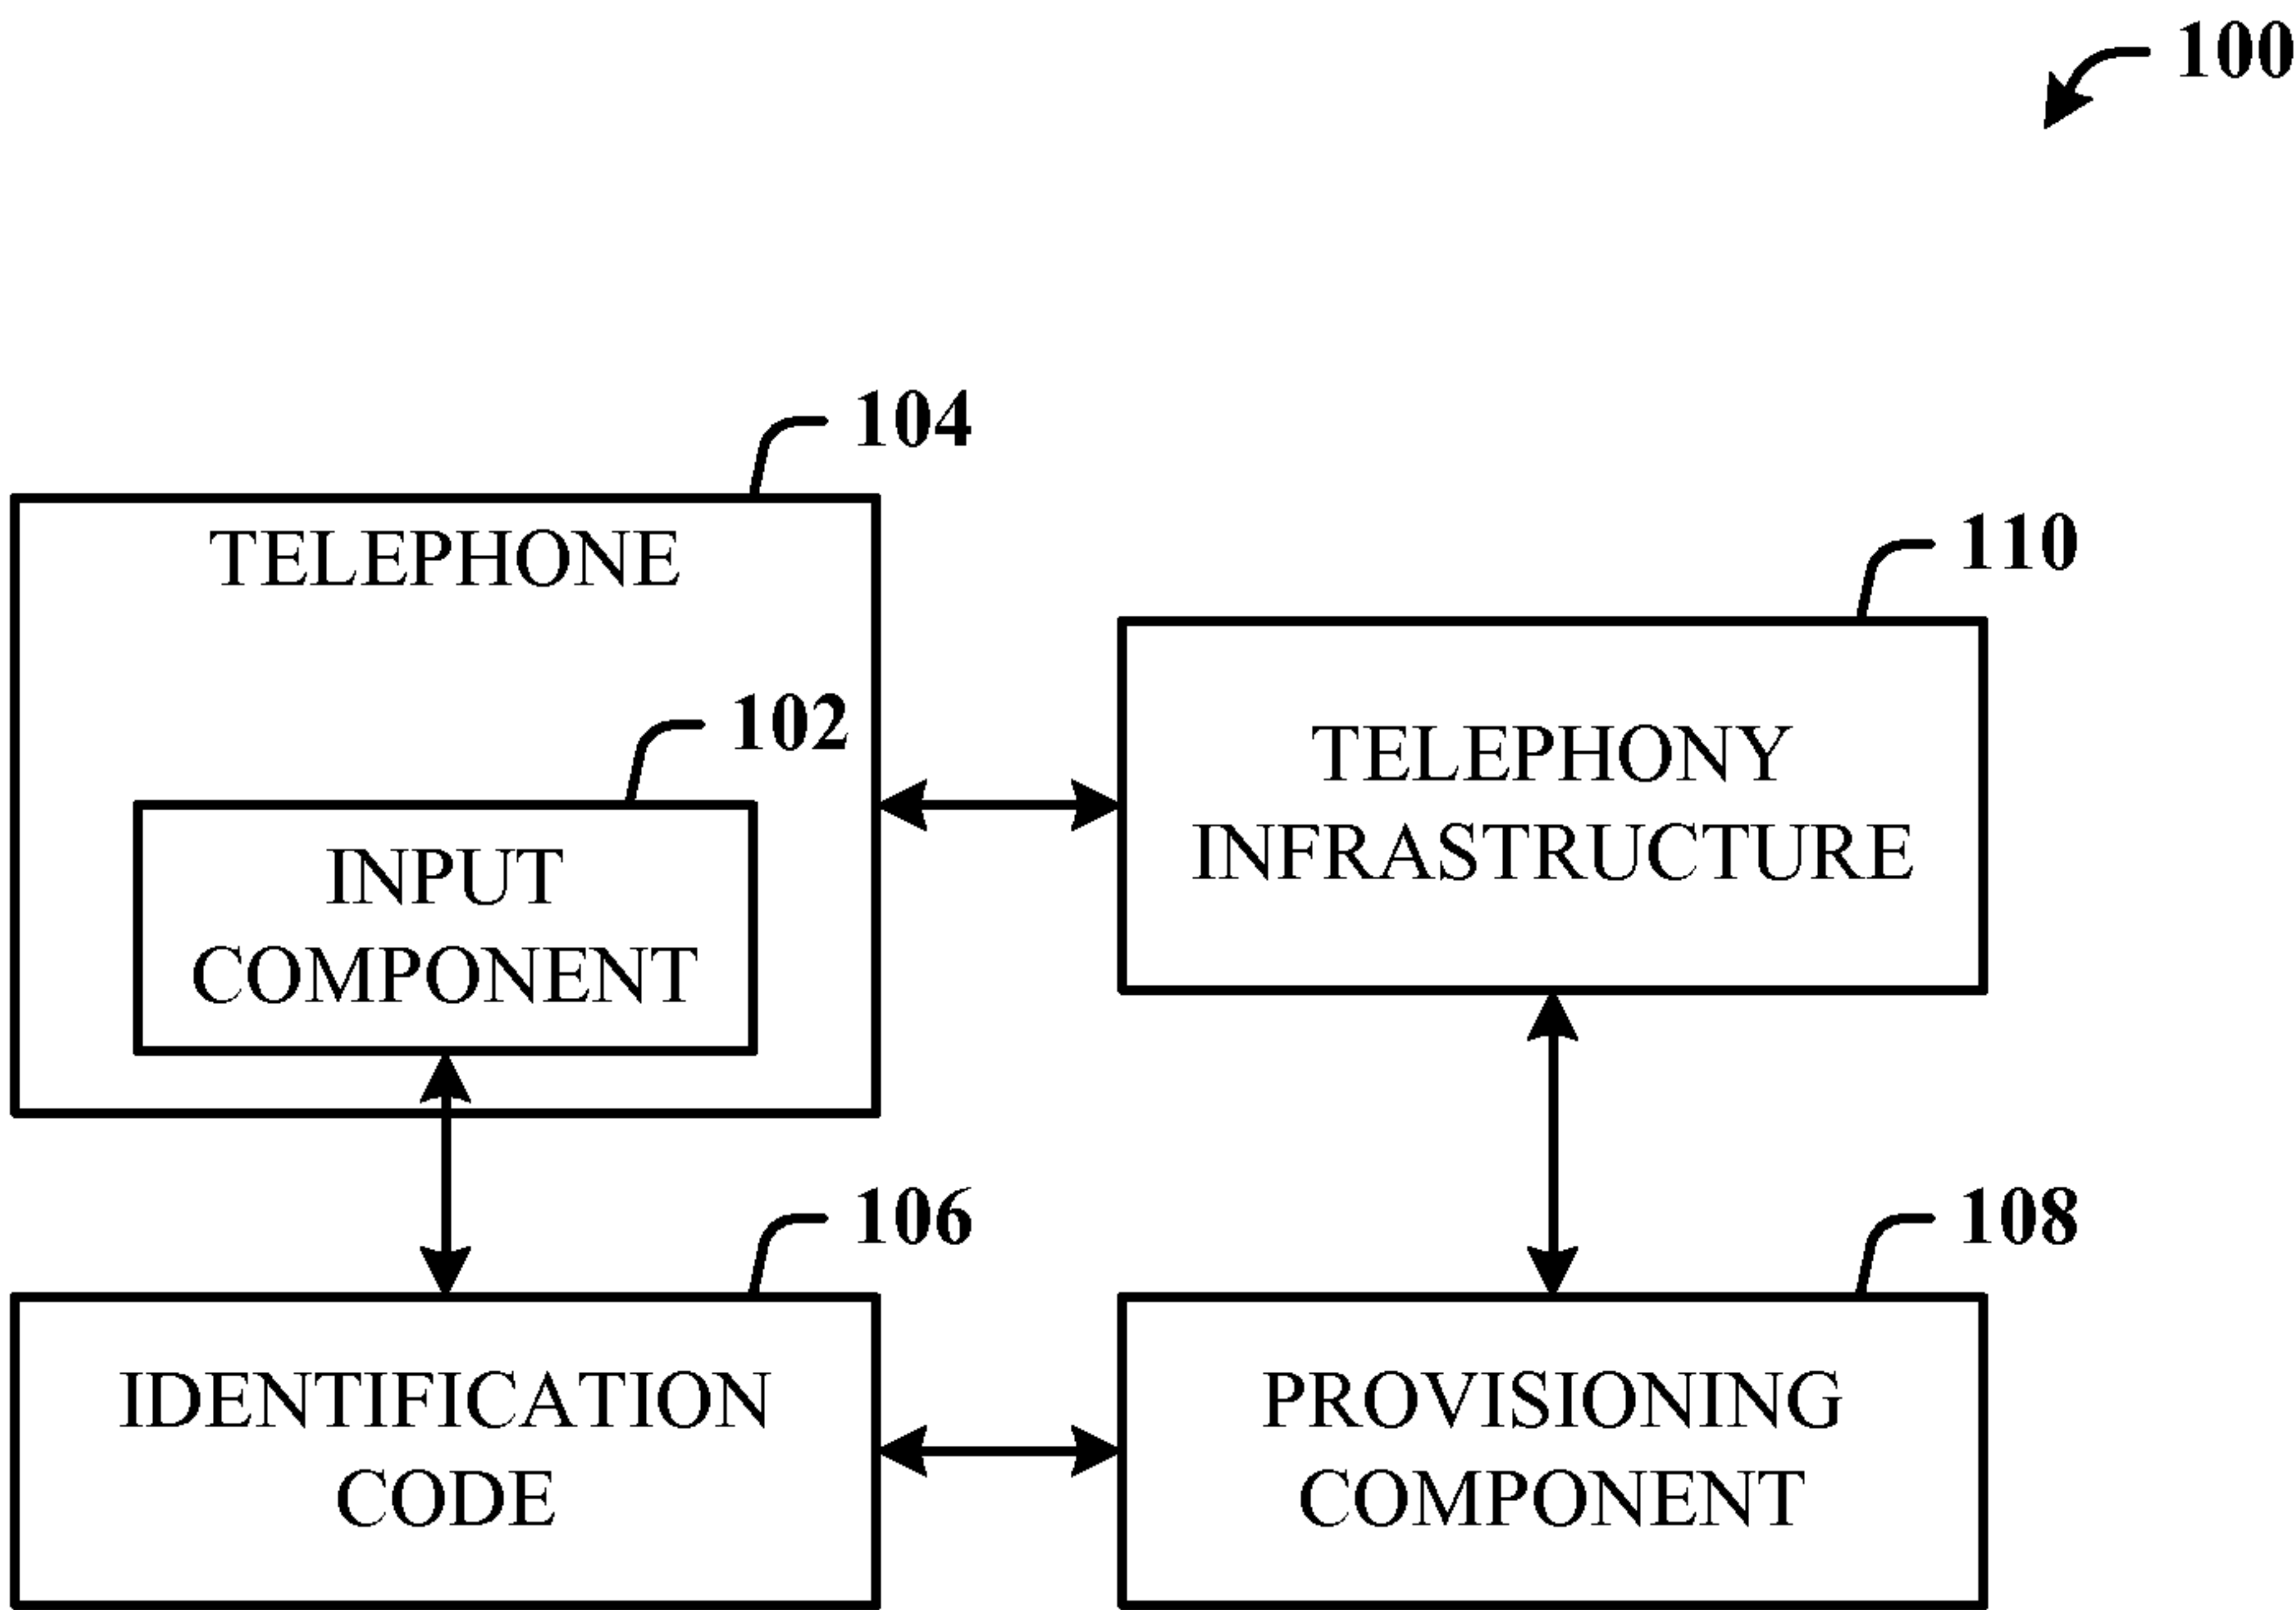 100
104
TELEPHONE
110
102
TELEPHONY
INFRASTRUCTURE
INPUT
COMPONENT
106
108
IDENTIFICATION
CODE
PROVISIONING
COMPONENT